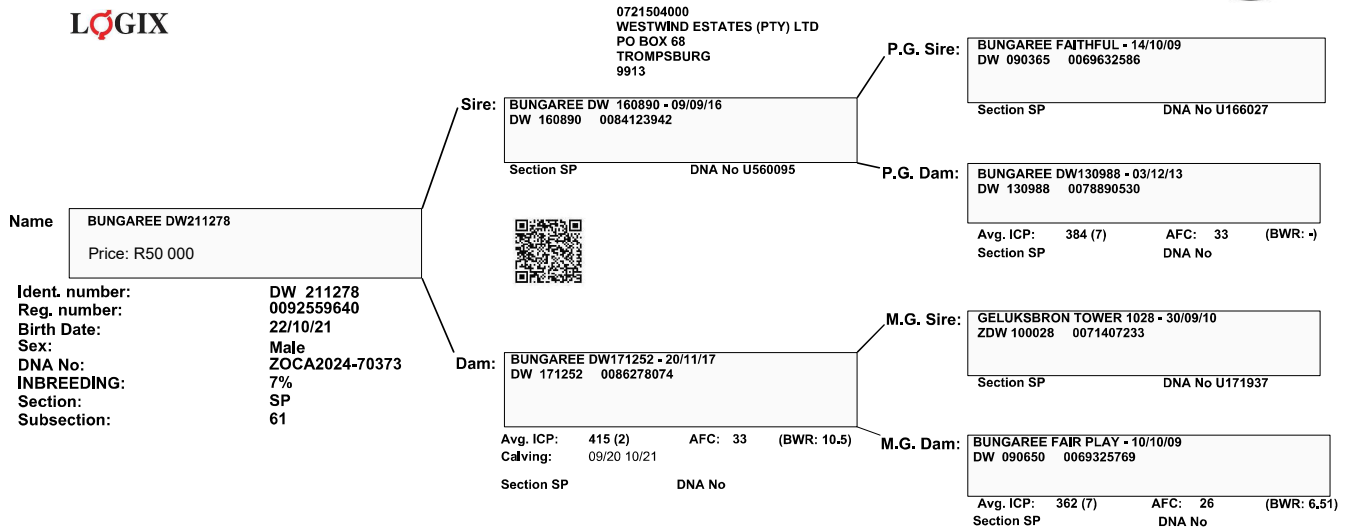 LOGIX
0721504000
WESTWIND ESTATES (PTY) LTD
PO BOX 68
TROMPSBURG
9913
Name
BUNGAREE DW211278
Price: R50 000
Ident. number: DW 211278
Reg. number: 0092559640
Birth Date: 22/10/21
Sex: Male
DNA No: ZOCA2024-70373
INBREEDING: 7%
Section: SP
Subsection: 61
Sire:
BUNGAREE DW 160890 - 09/09/16
DW 160890 0084123942
Section SP DNA No U560095
Dam:
BUNGAREE DW171252 - 20/11/17
DW 171252 0086278074
Avg. ICP: 415 (2) AFC: 33 (BWR: 10.5)
Calving: 09/20 10/21
Section SP DNA No
P.G. Sire:
BUNGAREE FAITHFUL - 14/10/09
DW 090365 0069632586
Section SP DNA No U166027
P.G. Dam:
BUNGAREE DW130988 - 03/12/13
DW 130988 0078890530
Avg. ICP: 384 (7) AFC: 33 (BWR: -)
Section SP DNA No
M.G. Sire:
GELUKSBRON TOWER 1028 - 30/09/10
ZDW 100028 0071407233
Section SP DNA No U171937
M.G. Dam:
BUNGAREE FAIR PLAY - 10/10/09
DW 090650 0069325769
Avg. ICP: 362 (7) AFC: 26 (BWR: 6.51)
Section SP DNA No